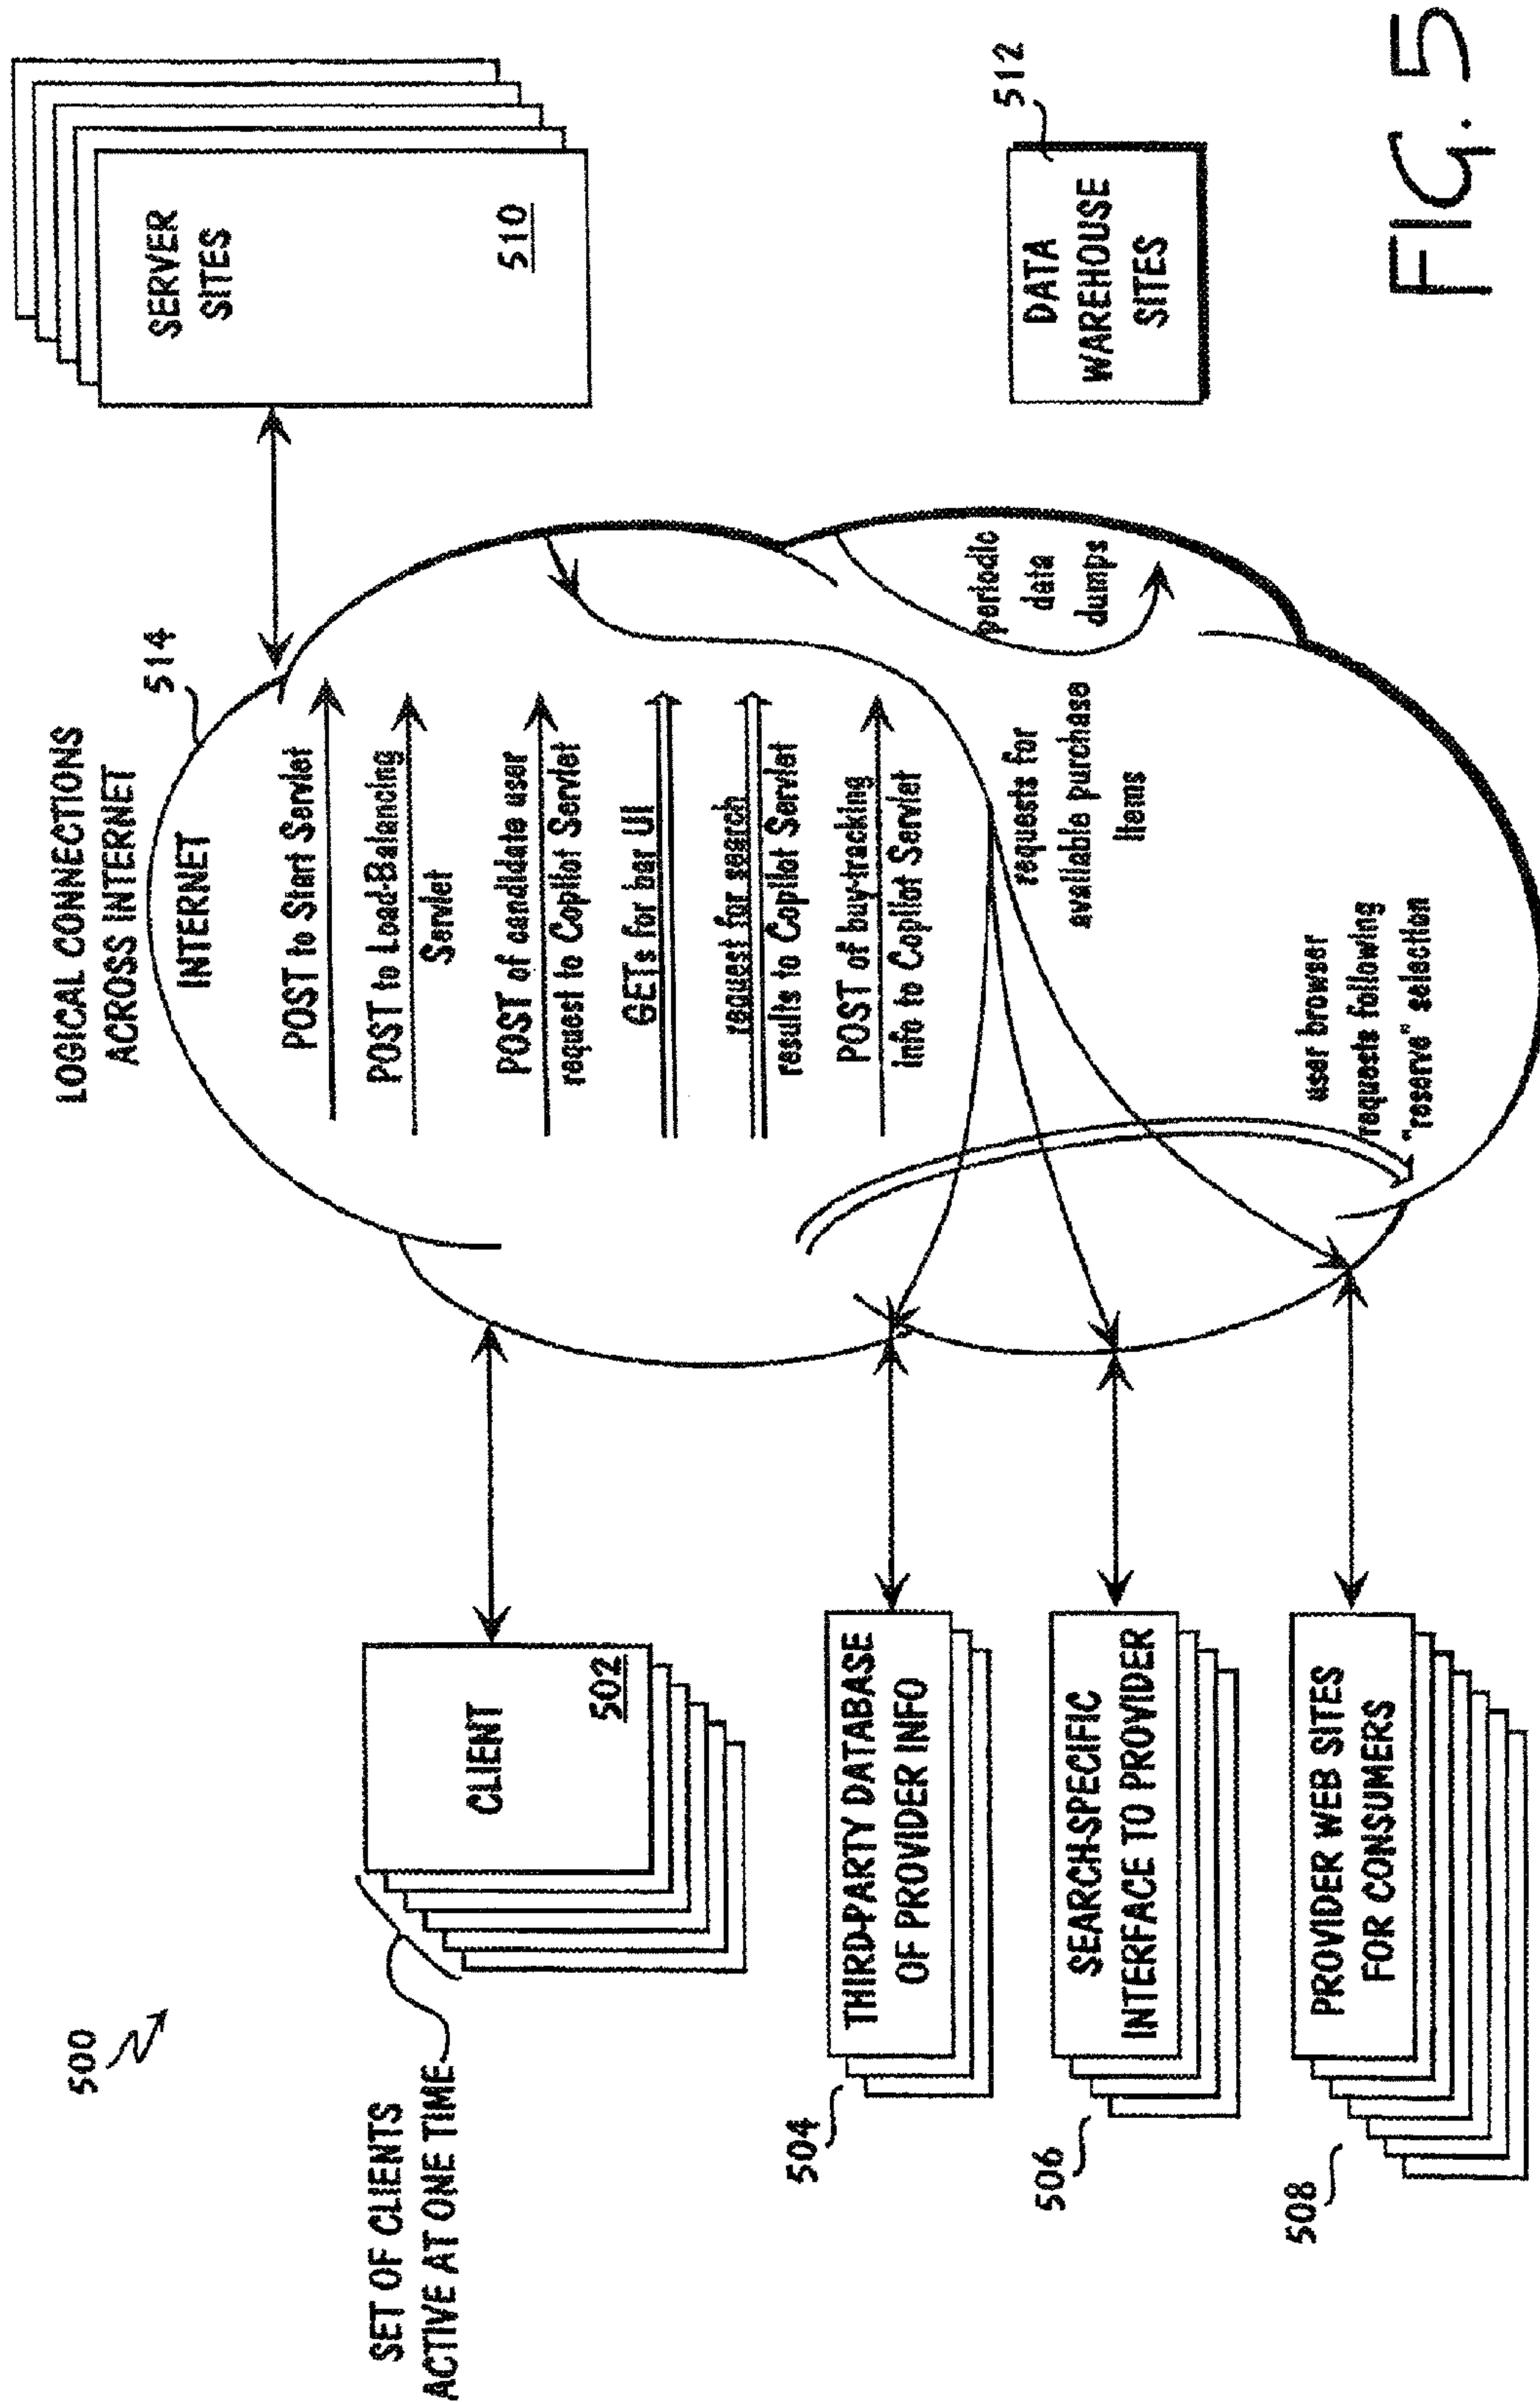 500
LOGICAL CONNECTIONS
ACROSS INTERNET
514
INTERNET
SET OF CLIENTS
ACTIVE AT ONE TIME
CLIENT
502
POST to Start Servlet
POST to Load-Balancing
Servlet
POST of candidate user
request to Copilot Servlet
GETs for bar UI
request for search
results to Copilot Servlet
POST of buy-tracking
info to Copilot Servlet
SERVER
SITES
510
504
THIRD-PARTY DATABASE
OF PROVIDER INFO
506
SEARCH-SPECIFIC
INTERFACE TO PROVIDER
508
PROVIDER WEB SITES
FOR CONSUMERS
requests for
available purchase
items
periodic
data
dumps
user browser
requests following
"reserve" selection
DATA
WAREHOUSE
SITES
512
FIG. 5